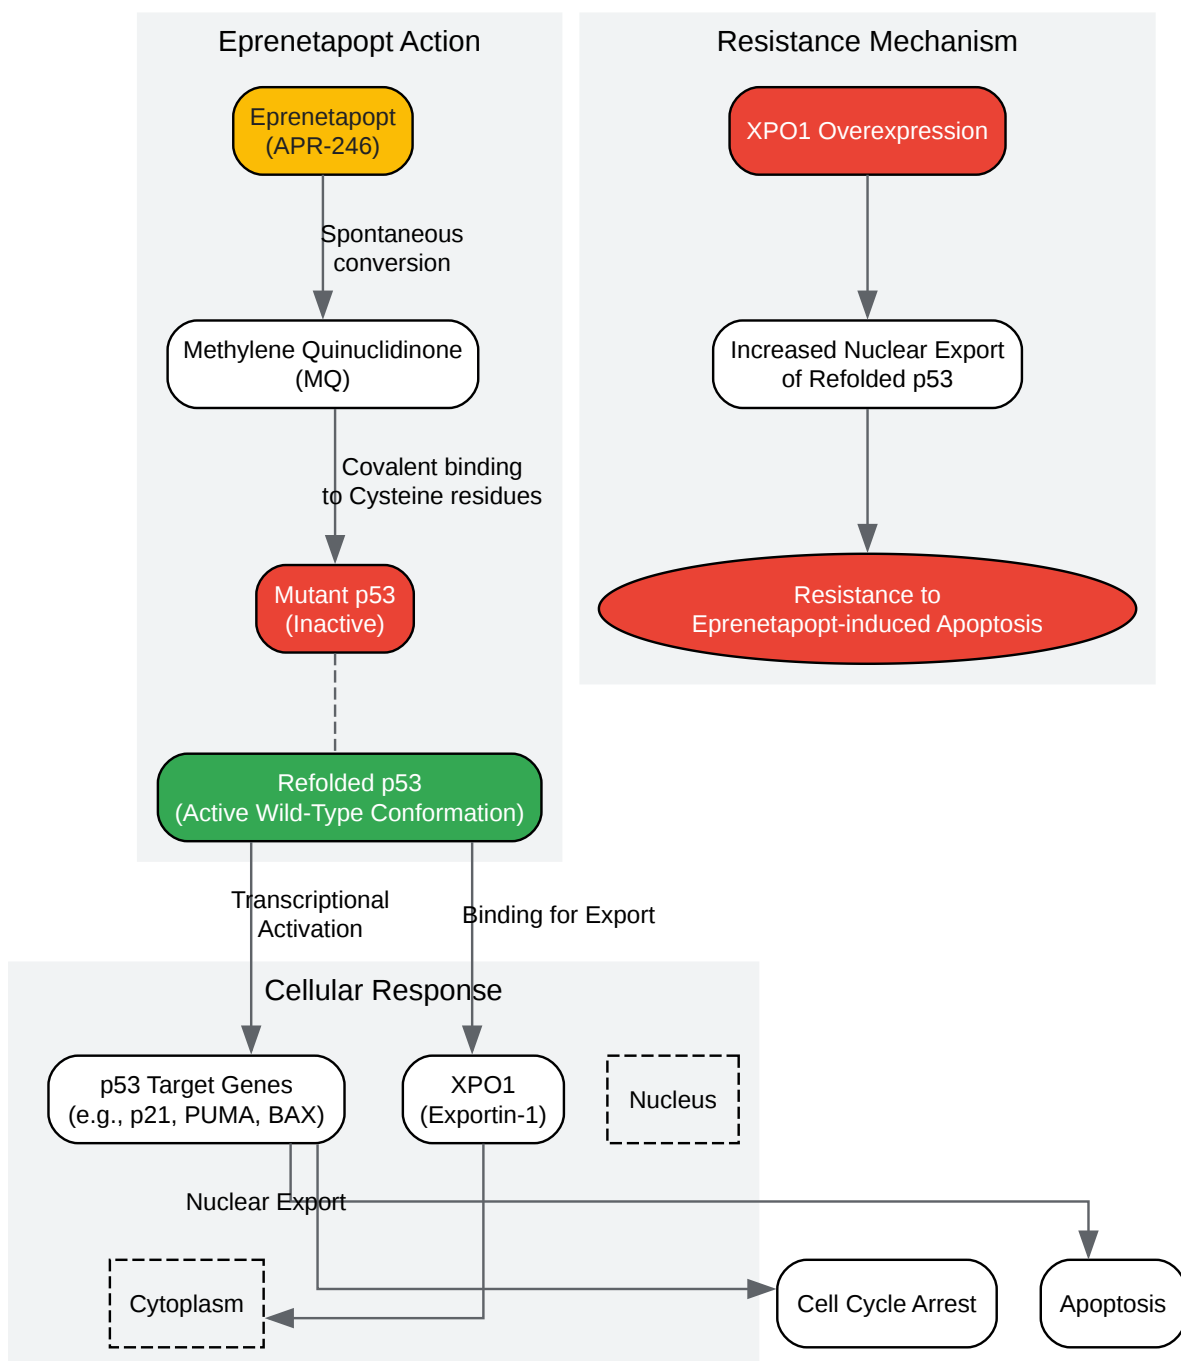 Eprenetapopt Action
Eprenetapopt
(APR-246)
Spontaneous
conversion
Methylene Quinuclidinone
(MQ)
Covalent binding
to Cysteine residues
Mutant p53
(Inactive)
Refolded p53
(Active Wild-Type Conformation)
Resistance Mechanism
XPO1 Overexpression
Increased Nuclear Export
of Refolded p53
Resistance to
Eprenetapopt-induced Apoptosis
Transcriptional
Activation
Binding for Export
Cellular Response
p53 Target Genes
(e.g., p21, PUMA, BAX)
XPO1
(Exportin-1)
Nucleus
Nuclear Export
Cytoplasm
Cell Cycle Arrest
Apoptosis